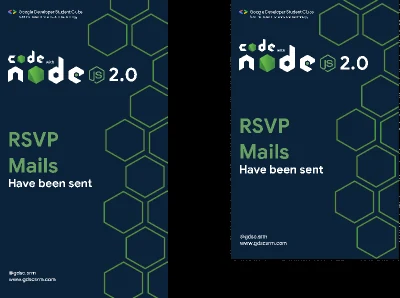 Google Developer Student Clubs
code with
node JS 2.0
RSVP
Mails
Have been sent
@gdsc.srm
www.gdscsrm.com
Google Developer Student Clubs
code with
node JS 2.0
RSVP
Mails
Have been sent
@gdsc.srm
www.gdscsrm.com